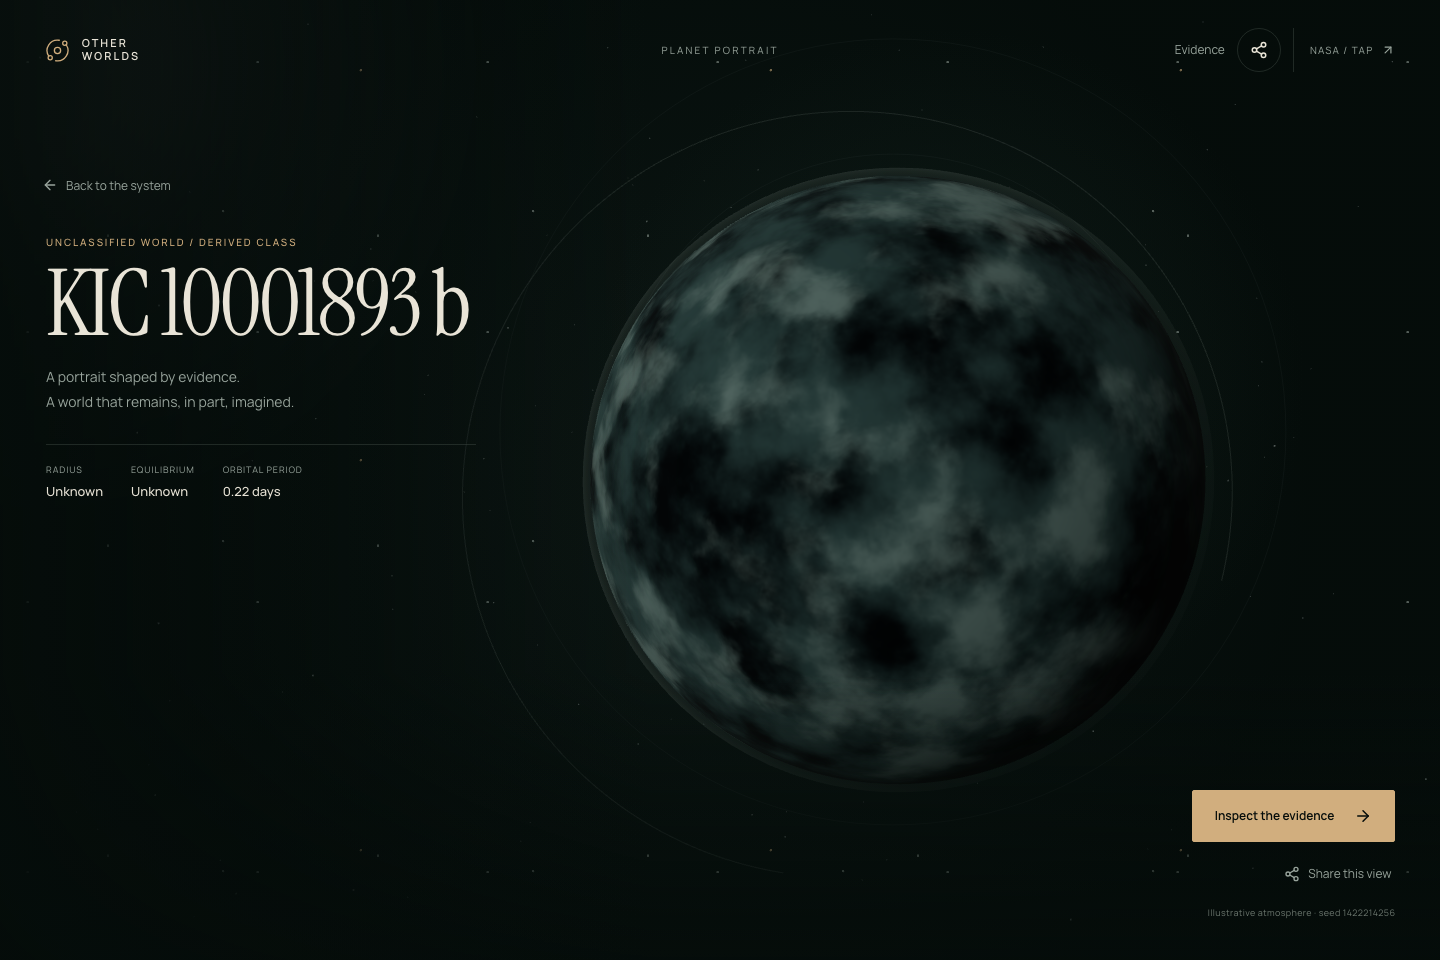 OTHER
WORLDS
PLANET PORTRAIT
Evidence
NASA / TAP
Back to the system
UNCLASSIFIED WORLD / DERIVED CLASS
KIC 10001893 b
A portrait shaped by evidence.
A world that remains, in part, imagined.
RADIUS
Unknown
EQUILIBRIUM
Unknown
ORBITAL PERIOD
0.22 days
Inspect the evidence
Share this view
Illustrative atmosphere · seed 1422214256